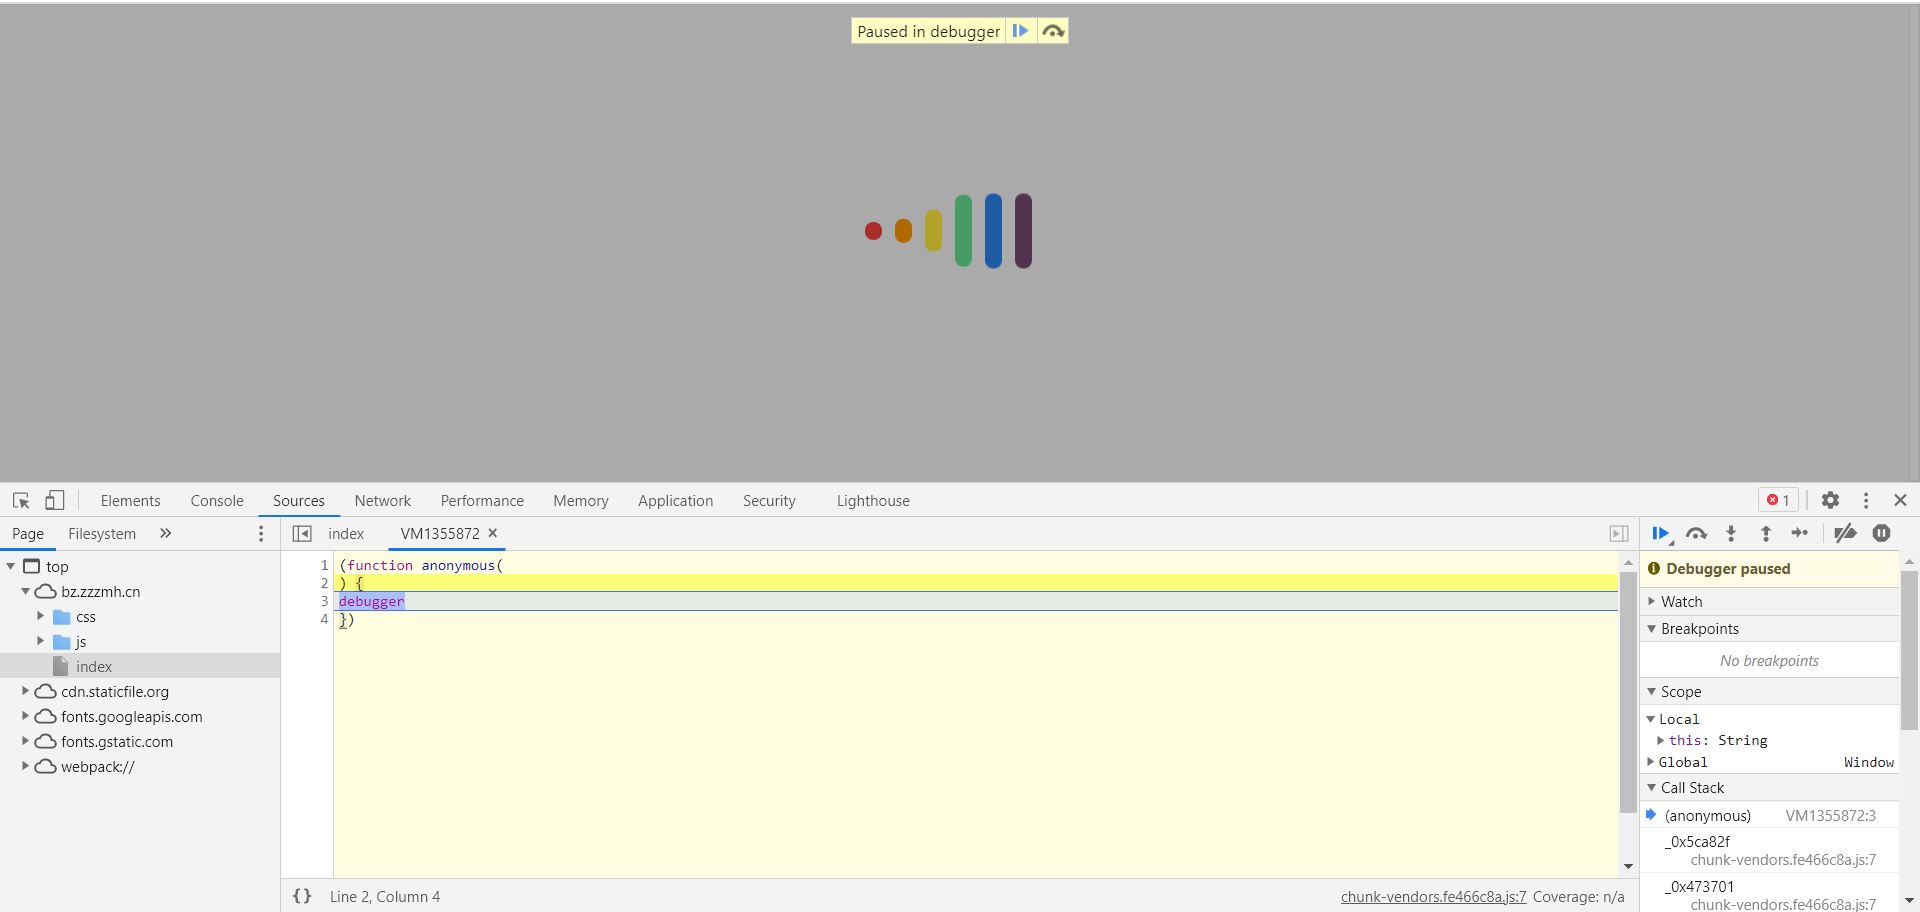 Paused in debugger
Elements Console Sources Network Performance Memory Application Security Lighthouse 1
Page Filesystem
index VM1355872
top
bz.zzzmh.cn
css
js
index
cdn.staticfile.org
fonts.googleapis.com
fonts.gstatic.com
webpack://
1 (function anonymous(
2 ) {
3 debugger
4 })
{} Line 2, Column 4
chunk-vendors.fe466c8a.js:7 Coverage: n/a
Debugger paused
Watch
Breakpoints
No breakpoints
Scope
Local
this: String
Global Window
Call Stack
(anonymous) VM1355872:3
_0x5ca82f
chunk-vendors.fe466c8a.js:7
_0x473701
chunk-vendors.fe466c8a.js:7